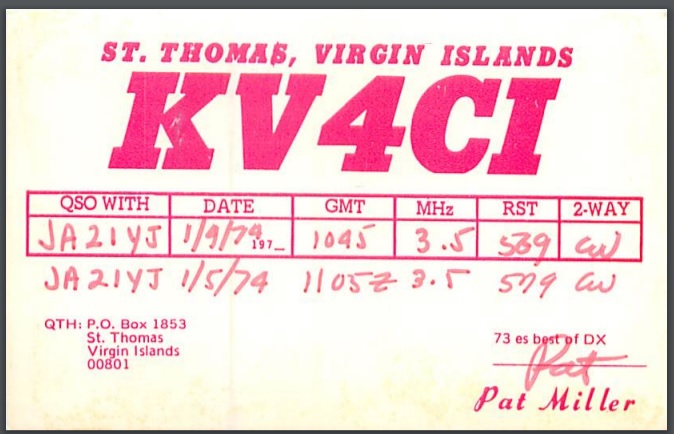 ST. THOMAS, VIRGIN ISLANDS
KV4CI
QSO WITH DATE GMT MHz RST 2-WAY
JA2IYJ 1/9/74 197_ 1045 3.5 569 CW
JA2IYJ 1/5/74 1105Z 3.5 579 CW
QTH: P.O. Box 1853
St. Thomas
Virgin Islands
00801
73 es best of DX
Pat
Pat Miller